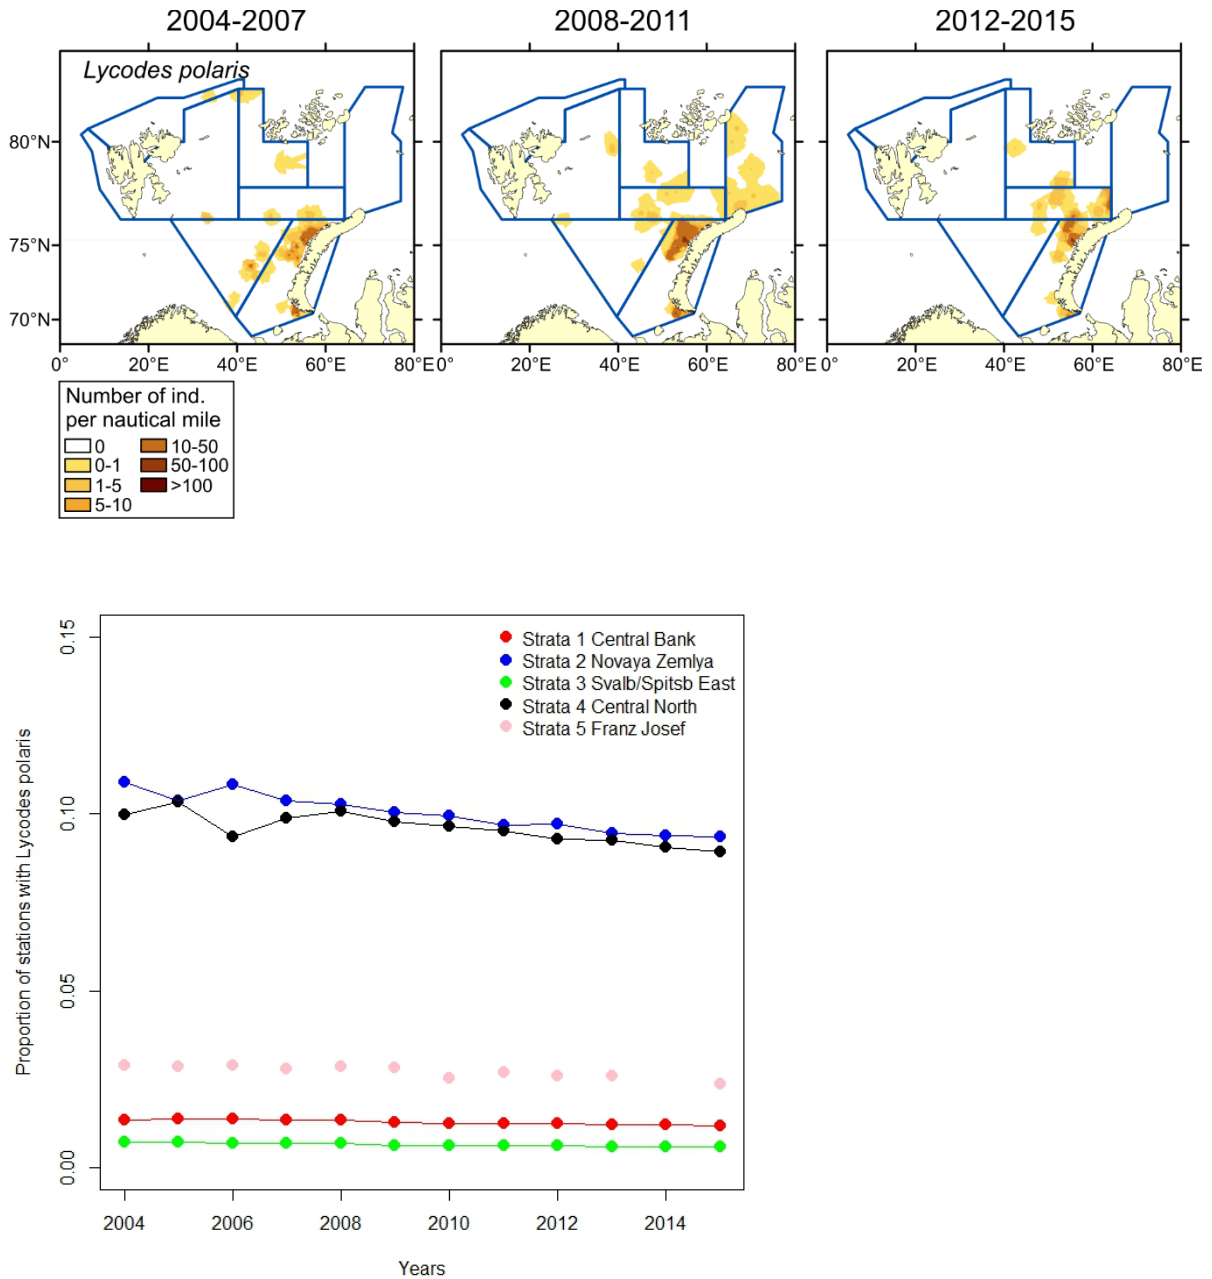 2004-2007 2008-2011 2012-2015
Lycodes polaris
80°N
75°N
70°N
0 20°E 40°E 60°E 80°E 0° 20°E 40°E 60°E 80°E 0° 20°E 40°E 60°E 80°E
Number of ind.
per nautical mile
0 10-50
0-1 50-100
1-5 >100
5-10
Strata 1 Central Bank
Strata 2 Novaya Zemlya
Strata 3 Svalb/Spitsb East
Strata 4 Central North
Strata 5 Franz Josef
Proportion of stations with Lycodes polaris
0.15
0.10
0.05
0.00
2004 2006 2008 2010 2012 2014
Years